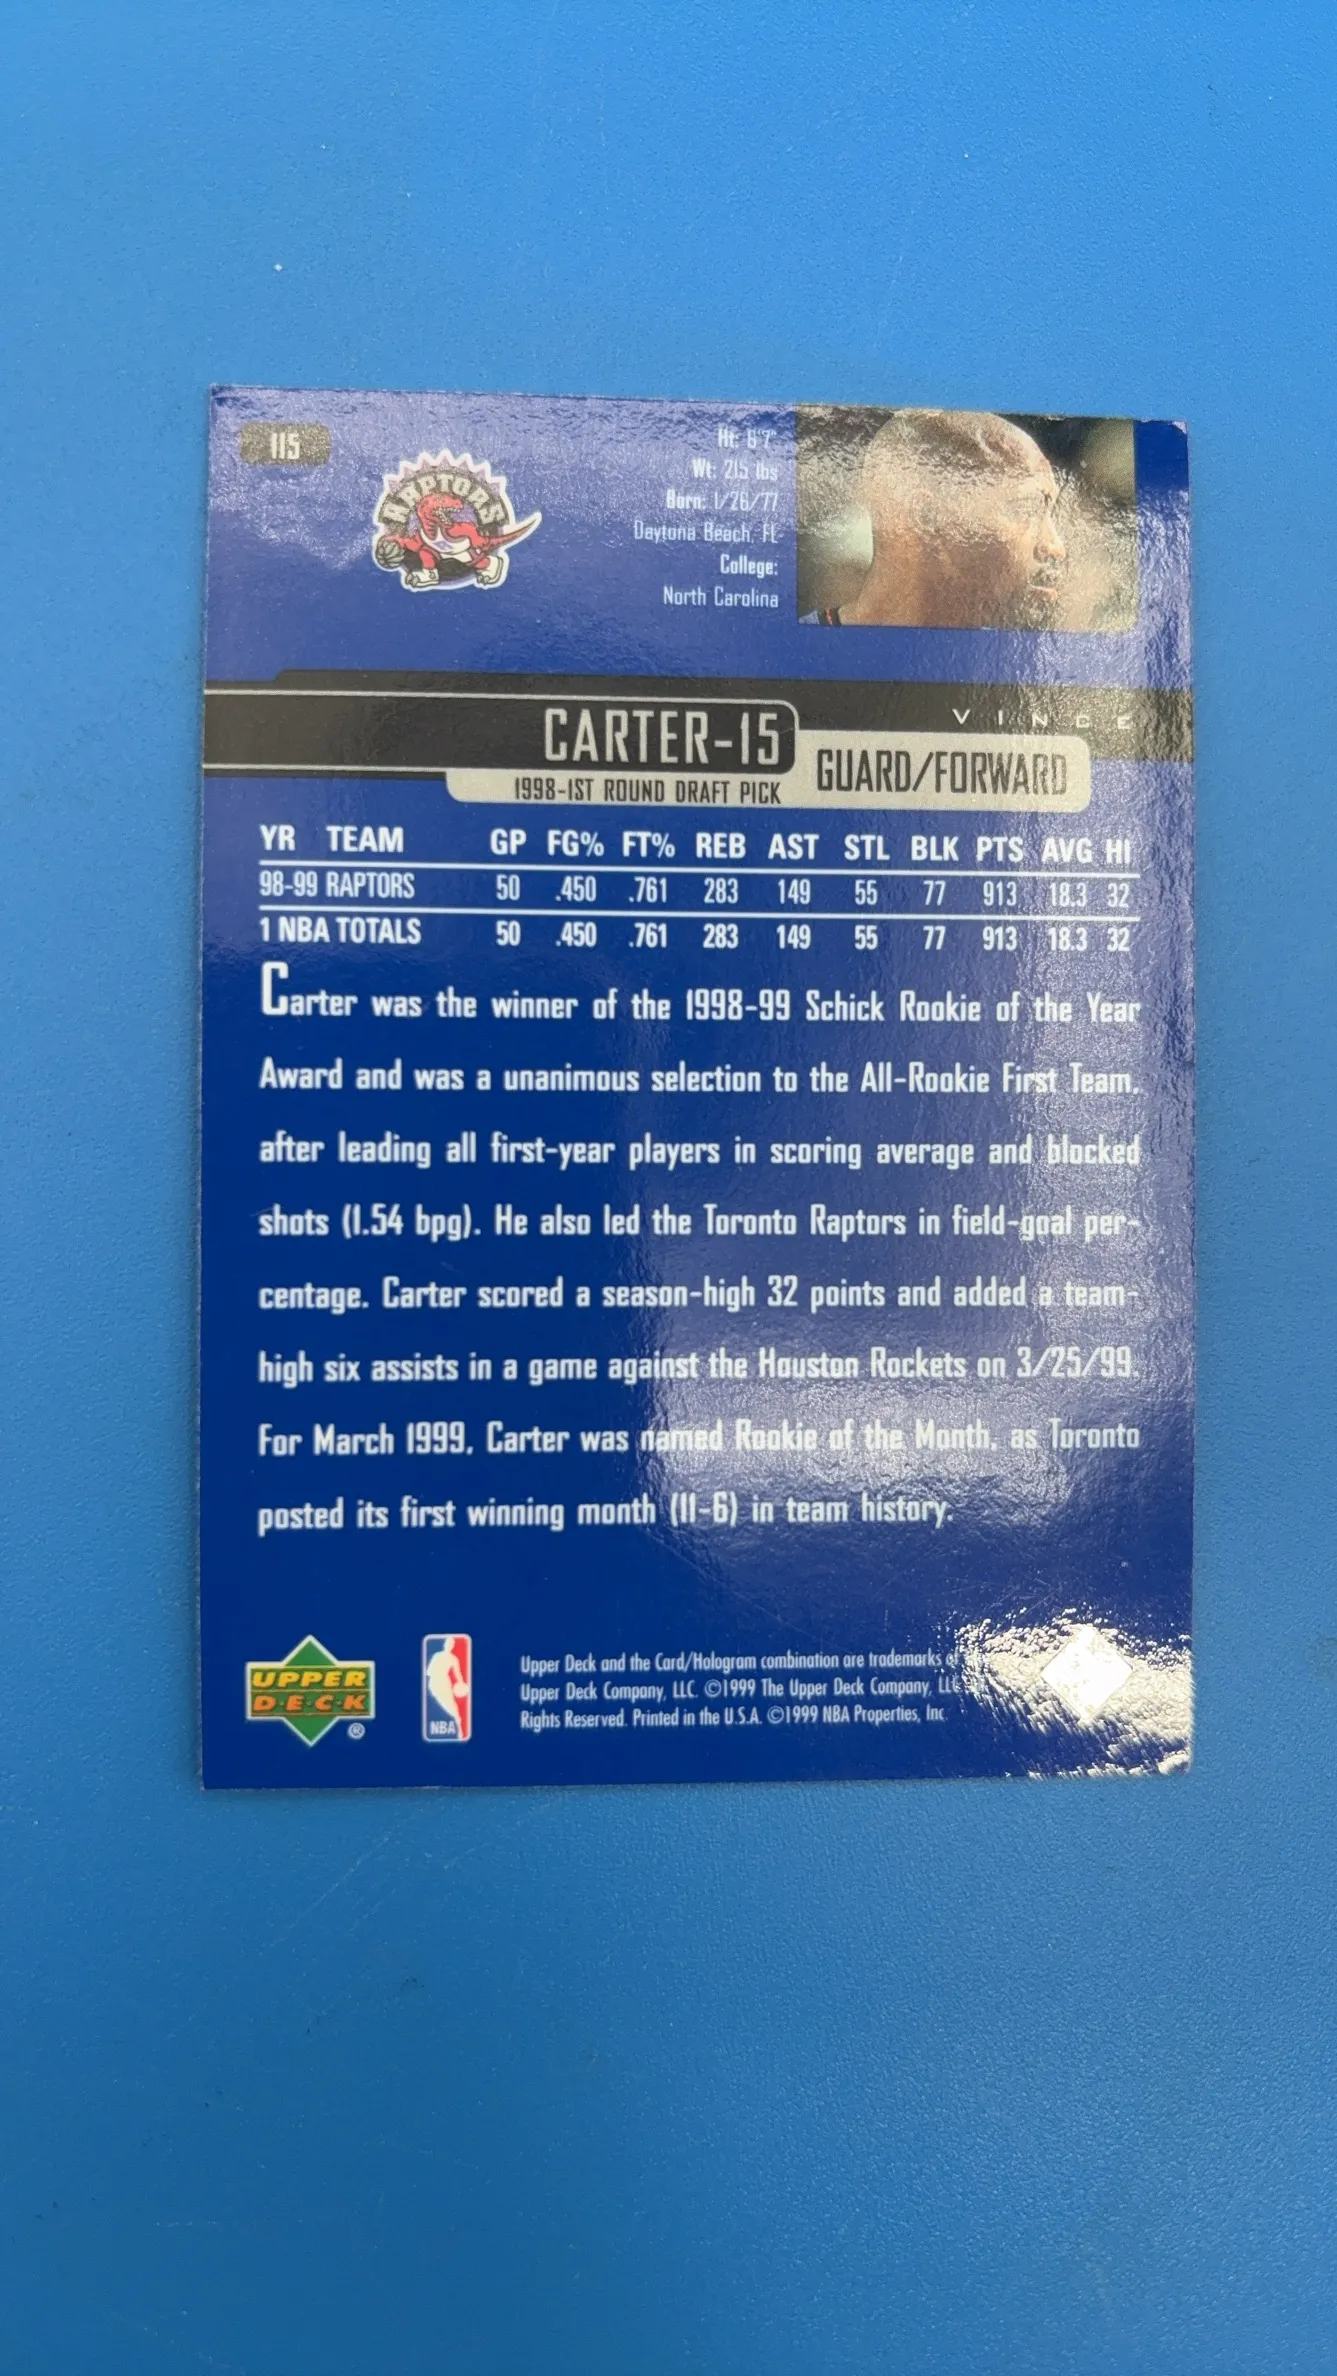 115
RAPTORS
Ht: 6'7"
Wt: 215 lbs
Born: 1/26/77
Daytona Beach, FL
College:
North Carolina
VINCE
CARTER-15
GUARD/FORWARD
1998-1ST ROUND DRAFT PICK
YR TEAM GP FG% FT% REB AST STL BLK PTS AVG HI
98-99 RAPTORS 50 .450 .761 283 149 55 77 913 18.3 32
1 NBA TOTALS 50 .450 .761 283 149 55 77 913 18.3 32
Carter was the winner of the 1998-99 Schick Rookie of the Year
Award and was a unanimous selection to the All-Rookie First Team,
after leading all first-year players in scoring average and blocked
shots (1.54 bpg). He also led the Toronto Raptors in field-goal per-
centage. Carter scored a season-high 32 points and added a team-
high six assists in a game against the Houston Rockets on 3/25/99.
For March 1999, Carter was named Rookie of the Month, as Toronto
posted its first winning month (11-6) in team history.
UPPER
DECK
®
NBA
Upper Deck and the Card/Hologram combination are trademarks of
Upper Deck Company, LLC. ©1999 The Upper Deck Company, LLC
Rights Reserved. Printed in the U.S.A. ©1999 NBA Properties, Inc